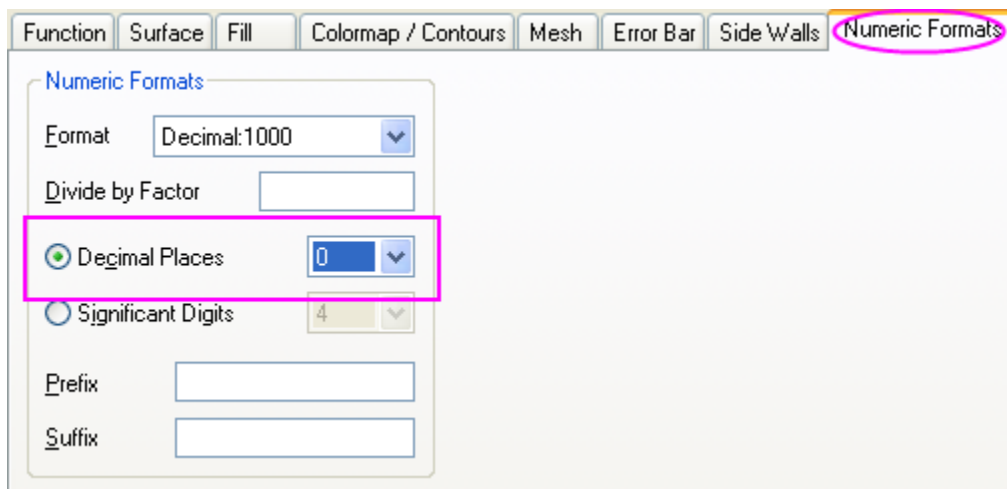 Function Surface Fill Colormap / Contours Mesh Error Bar Side Walls Numeric Formats
Numeric Formats
Format Decimal:1000
Divide by Factor
Decimal Places 0
Significant Digits 4
Prefix
Suffix